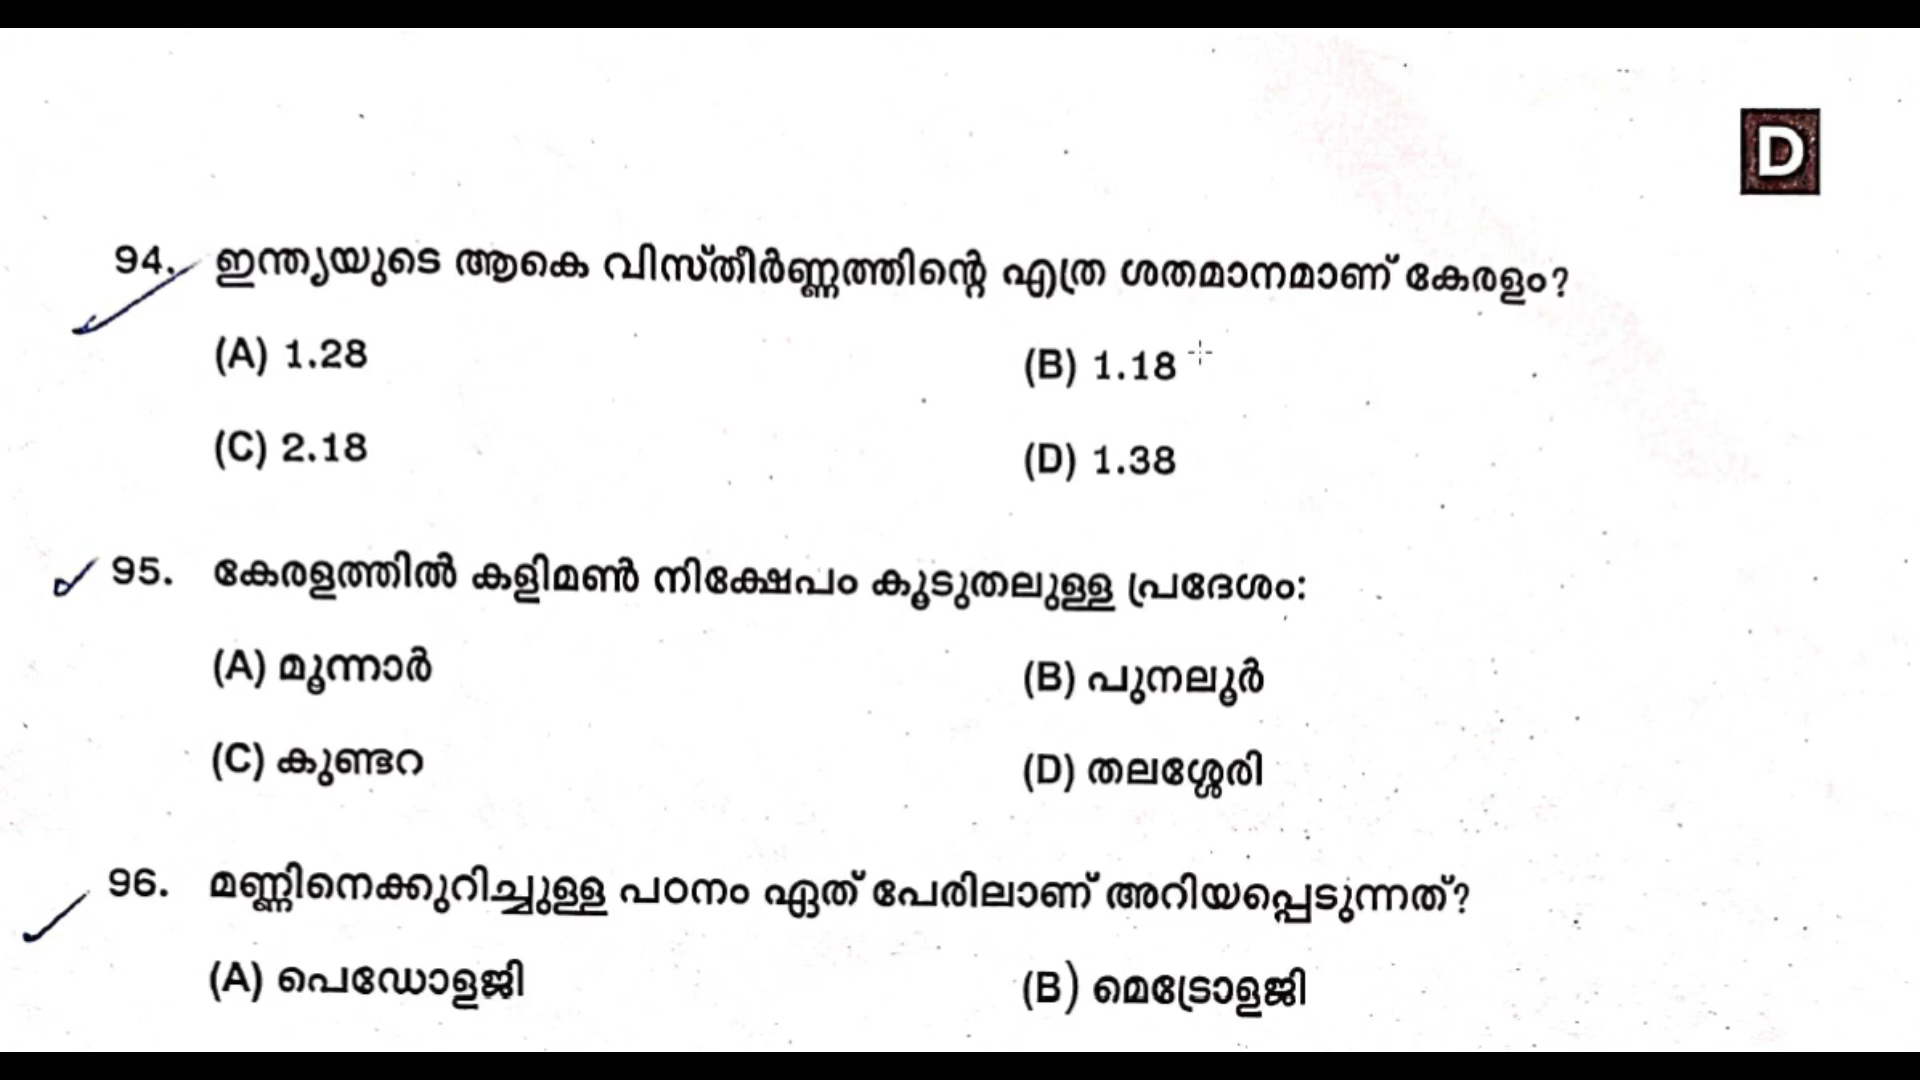 D
94. ഇന്ത്യയുടെ ആകെ വിസ്തീർണ്ണത്തിന്റെ എത്ര ശതമാനമാണ് കേരളം?
(A) 1.28 (B) 1.18
(C) 2.18 (D) 1.38
95. കേരളത്തിൽ കളിമൺ നിക്ഷേപം കൂടുതലുള്ള പ്രദേശം:
(A) മൂന്നാർ (B) പുനലൂർ
(C) കുണ്ടറ (D) തലശ്ശേരി
96. മണ്ണിനെക്കുറിച്ചുള്ള പഠനം ഏത് പേരിലാണ് അറിയപ്പെടുന്നത്?
(A) പെഡോളജി (B) മെട്രോളജി